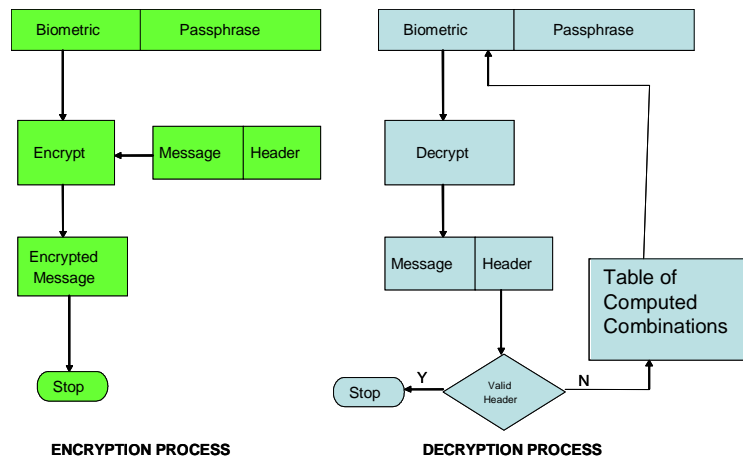 Biometric Passphrase
Encrypt
Message Header
Encrypted
Message
Stop
ENCRYPTION PROCESS
Biometric Passphrase
Decrypt
Message Header
Table of
Computed
Combinations
Valid
Header
Y
N
Stop
DECRYPTION PROCESS